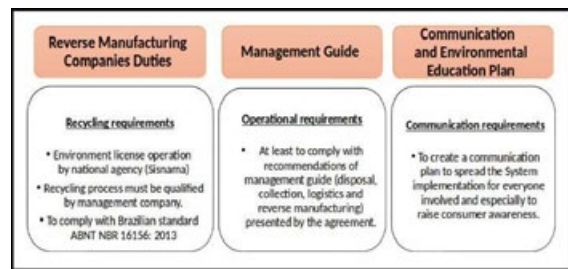 Reverse Manufacturing
Companies Duties
Management Guide
Communication
and Environmental
Education Plan
Recycling requirements
• Environment license operation
by national agency (Sisnama)
• Recycling process must be qualified
by management company.
• To comply with Brazilian standard
ABNT NBR 16156: 2013
Operational requirements
• At least to comply with
recommendations of
management guide (disposal,
collection, logistics and
reverse manufacturing)
presented by the agreement.
Communication requirements
• To create a communication
plan to spread the System
implementation for everyone
involved and especially to
raise consumer awareness.